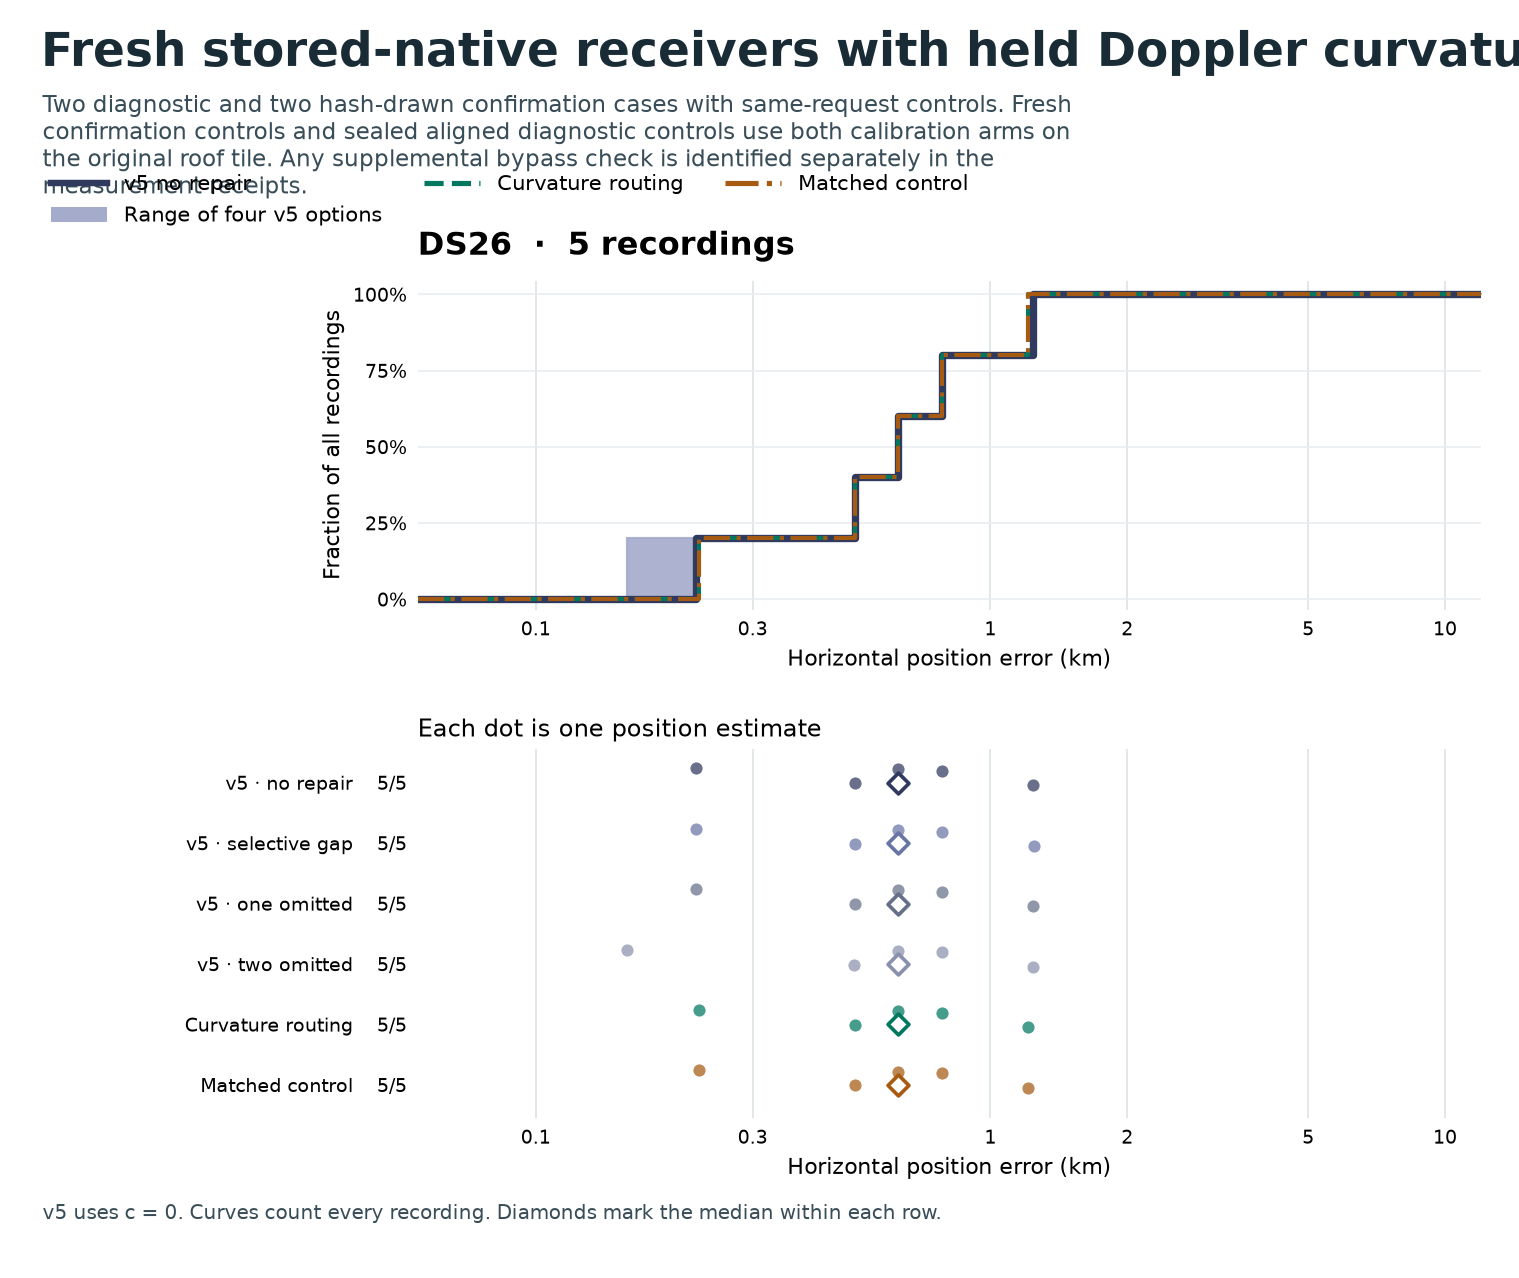 Fresh stored-native receivers with held Doppler curvatu
Two diagnostic and two hash-drawn confirmation cases with same-request controls. Fresh
confirmation controls and sealed aligned diagnostic controls use both calibration arms on
the original roof tile. Any supplemental bypass check is identified separately in the
measurement receipts.
v5 no repair
Curvature routing
Matched control
Range of four v5 options
DS26 · 5 recordings
Fraction of all recordings
100%
75%
50%
25%
0%
0.1 0.3 1 2 5 10
Horizontal position error (km)
Each dot is one position estimate
v5 · no repair 5/5
v5 · selective gap 5/5
v5 · one omitted 5/5
v5 · two omitted 5/5
Curvature routing 5/5
Matched control 5/5
0.1 0.3 1 2 5 10
Horizontal position error (km)
v5 uses c = 0. Curves count every recording. Diamonds mark the median within each row.